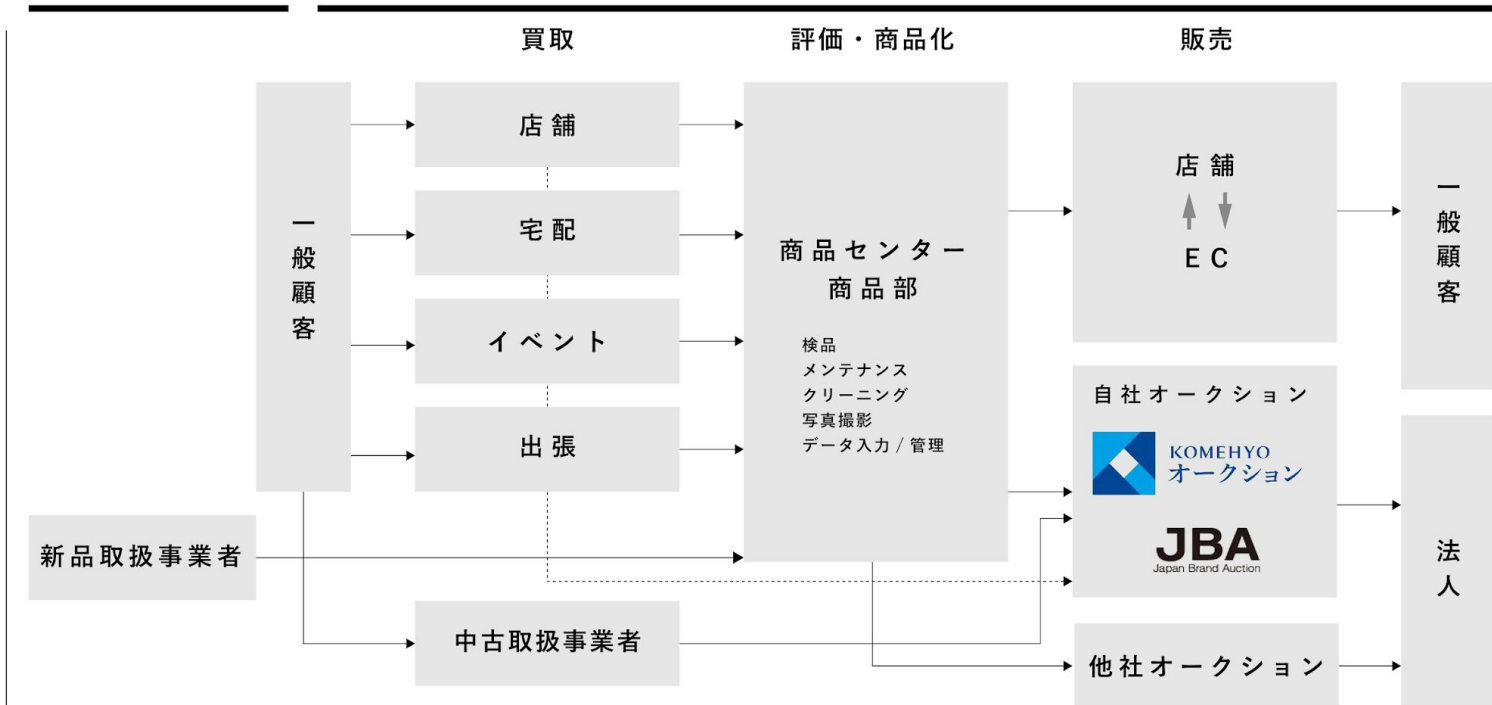 買取
評価・商品化
販売
一般顧客
店舗
宅配
イベント
出張
新品取扱事業者
中古取扱事業者
商品センター
商品部
検品
メンテナンス
クリーニング
写真撮影
データ入力 / 管理
店舗
EC
自社オークション
KOMEHYO
オークション
JBA
Japan Brand Auction
他社オークション
一般顧客
法人